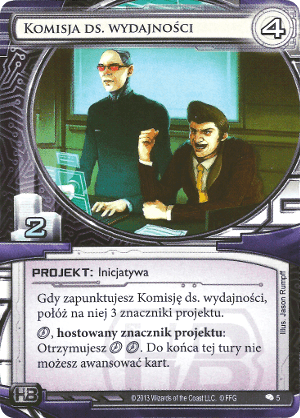 Komisja ds. wydajności
4
2
PROJEKT: Inicjatywa
Gdy zapunktujesz Komisję ds. wydajności,
połóż na niej 3 znaczniki projektu.
, hostowany znacznik projektu:
Otrzymujesz . Do końca tej tury nie
możesz awansować kart.
Illus. Jason Rumpff
HB
©2013 Wizards of the Coast LLC. © FFG
5